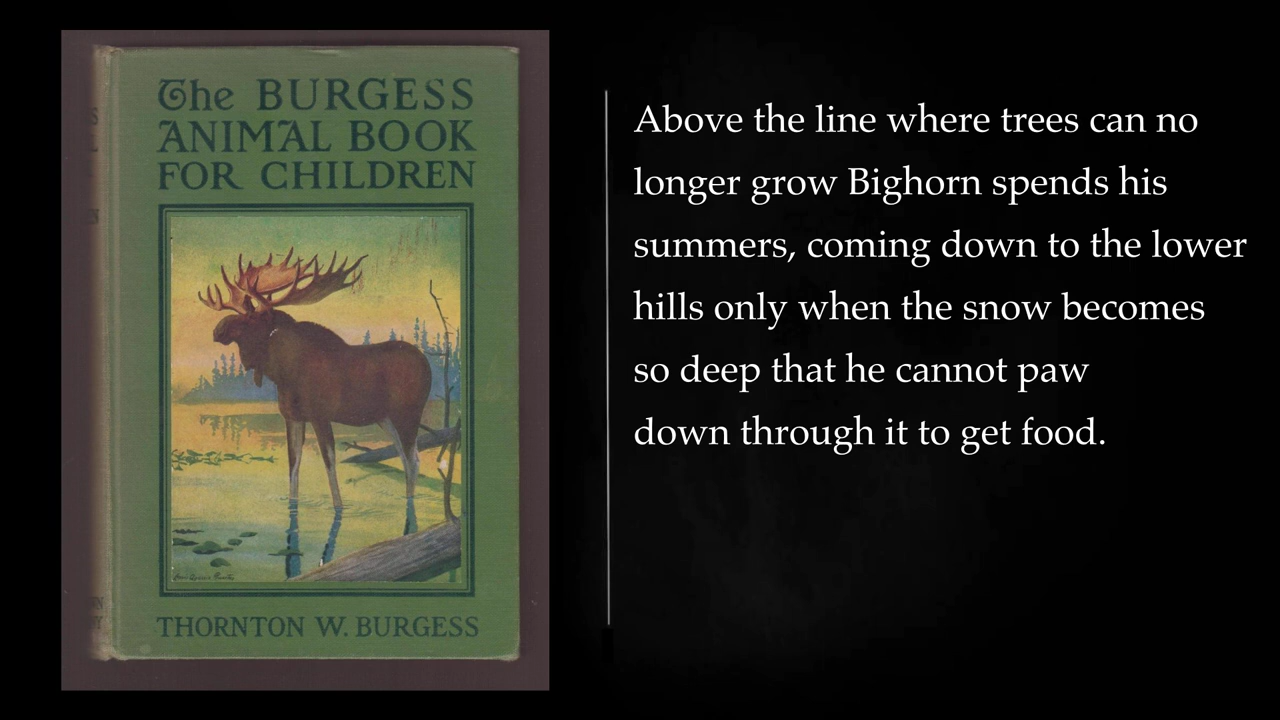 The BURGESS
ANIMAL BOOK
FOR CHILDREN
THORNTON W. BURGESS
Above the line where trees can no
longer grow Bighorn spends his
summers, coming down to the lower
hills only when the snow becomes
so deep that he cannot paw
down through it to get food.